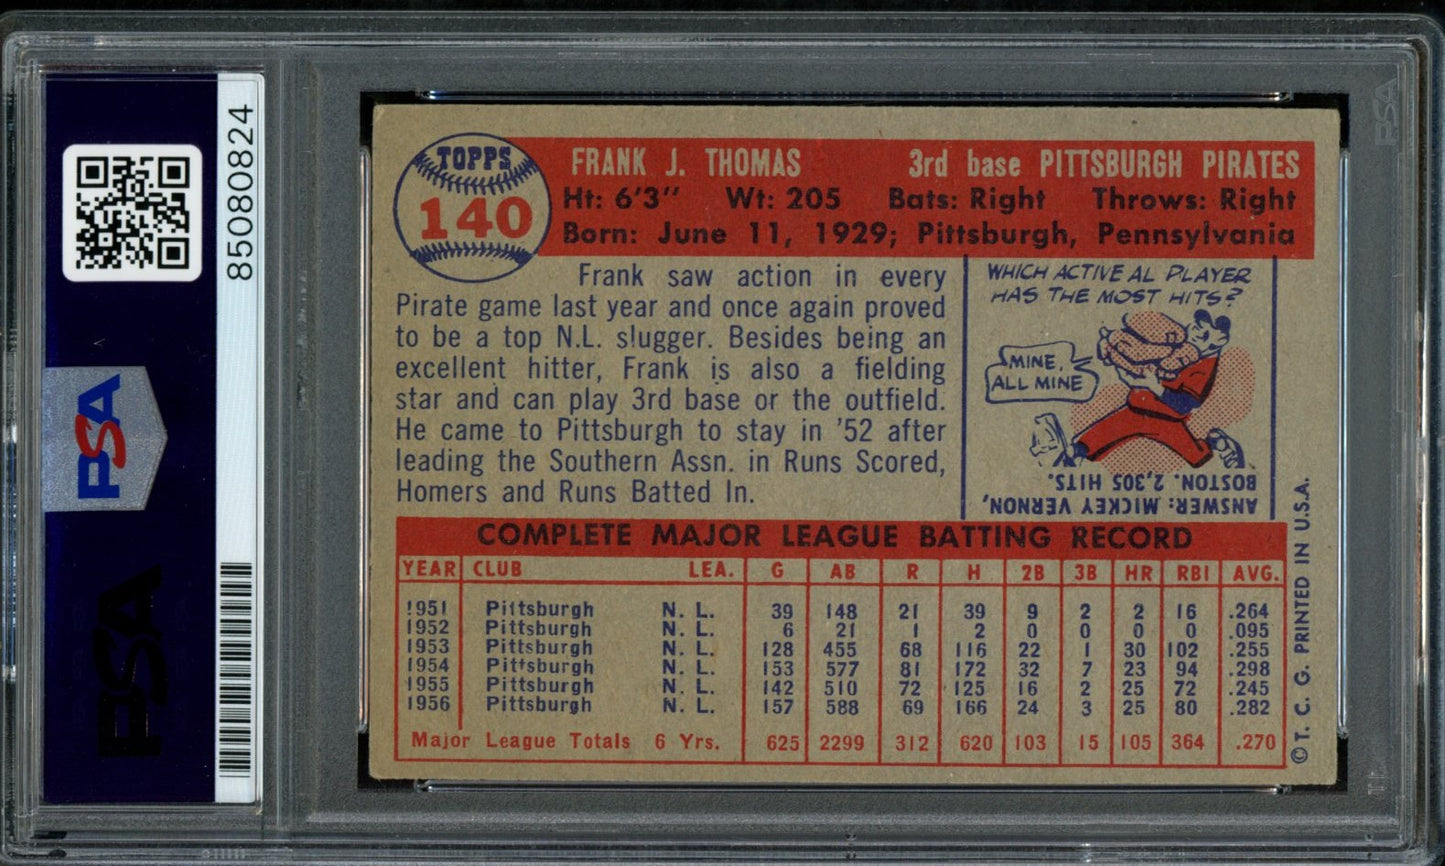 85080824
PSA
PSA
PSA
TOPPS
140
FRANK J. THOMAS 3rd base PITTSBURGH PIRATES
Ht: 6'3" Wt: 205 Bats: Right Throws: Right
Born: June 11, 1929; Pittsburgh, Pennsylvania
Frank saw action in every
Pirate game last year and once again proved
to be a top N.L. slugger. Besides being an
excellent hitter, Frank is also a fielding
star and can play 3rd base or the outfield.
He came to Pittsburgh to stay in '52 after
leading the Southern Assn. in Runs Scored,
Homers and Runs Batted In.
WHICH ACTIVE AL PLAYER
HAS THE MOST HITS?
MINE,
ALL MINE
ANSWER: MICKEY VERNON,
BOSTON. 2,305 HITS.
COMPLETE MAJOR LEAGUE BATTING RECORD
YEAR CLUB LEA. G AB R H 2B 3B HR RBI AVG.
1951 Pittsburgh N. L. 39 148 21 39 9 2 2 16 .264
1952 Pittsburgh N. L. 6 21 1 2 0 0 0 0 .095
1953 Pittsburgh N. L. 128 455 68 116 22 1 30 102 .255
1954 Pittsburgh N. L. 153 577 81 172 32 7 23 94 .298
1955 Pittsburgh N. L. 142 510 72 125 16 2 25 72 .245
1956 Pittsburgh N. L. 157 588 69 166 24 3 25 80 .282
Major League Totals 6 Yrs. 625 2299 312 620 103 15 105 364 .270
© T. C. G. PRINTED IN U.S.A.